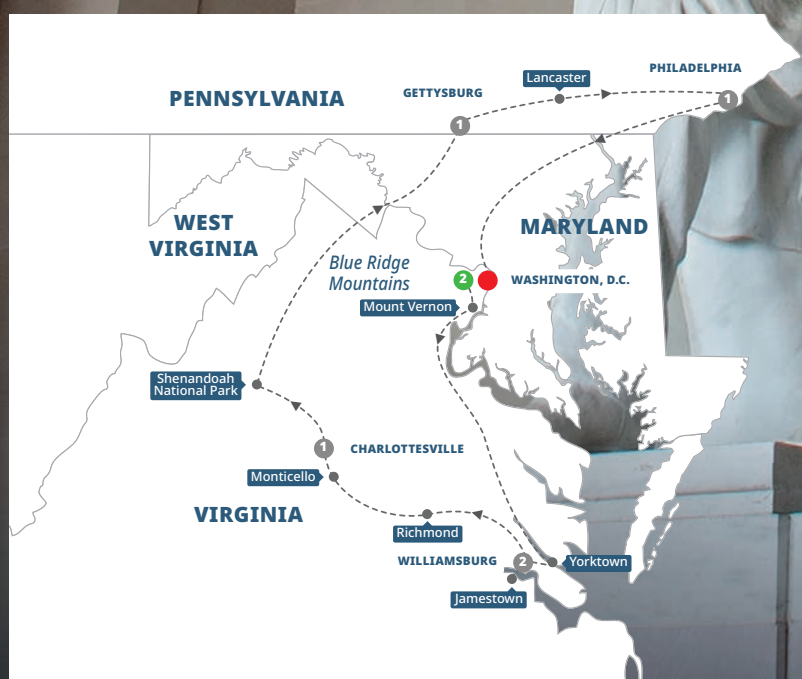 PHILADELPHIA
Lancaster
GETTYSBURG
PENNSYLVANIA
1
1
WEST
VIRGINIA
MARYLAND
Blue Ridge
Mountains
2
WASHINGTON, D.C.
Mount Vernon
Shenandoah
National Park
1
CHARLOTTESVILLE
Monticello
VIRGINIA
Richmond
WILLIAMSBURG
2
Yorktown
Jamestown